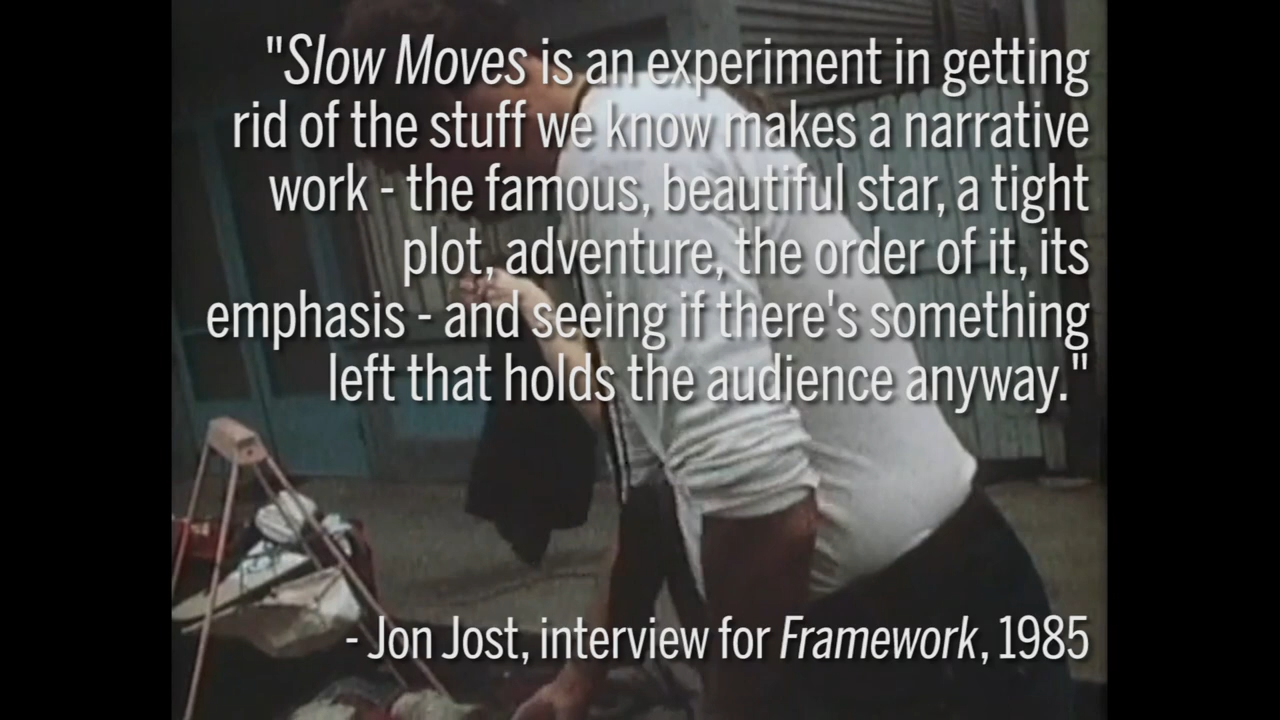 "Slow Moves is an experiment in getting
rid of the stuff we know makes a narrative
work - the famous, beautiful star, a tight
plot, adventure, the order of it, its
emphasis - and seeing if there's something
left that holds the audience anyway."
- Jon Jost, interview for Framework, 1985